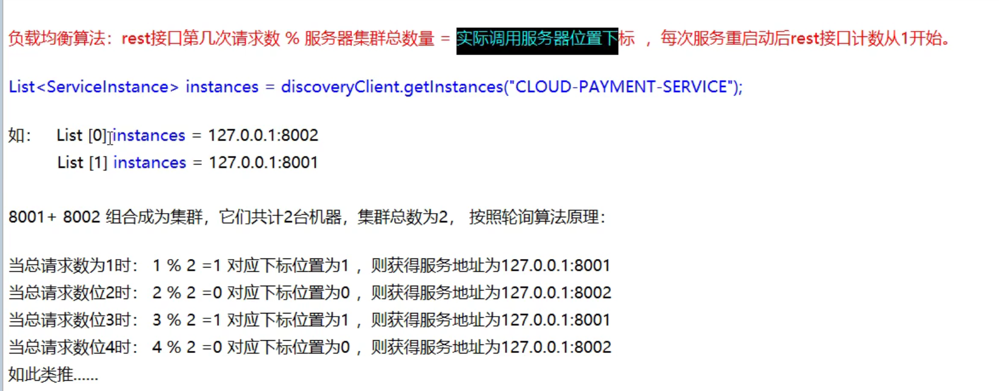 负载均衡算法：rest接口第几次请求数 % 服务器集群总数量 = 实际调用服务器位置下标 ，每次服务重启动后rest接口计数从1开始。
List<ServiceInstance> instances = discoveryClient.getInstances("CLOUD-PAYMENT-SERVICE");
如： List [0] instances = 127.0.0.1:8002
List [1] instances = 127.0.0.1:8001
8001+ 8002 组合成为集群，它们共计2台机器，集群总数为2， 按照轮询算法原理：
当总请求数为1时： 1 % 2 =1 对应下标位置为1 ，则获得服务地址为127.0.0.1:8001
当总请求数位2时： 2 % 2 =0 对应下标位置为0 ，则获得服务地址为127.0.0.1:8002
当总请求数位3时： 3 % 2 =1 对应下标位置为1 ，则获得服务地址为127.0.0.1:8001
当总请求数位4时： 4 % 2 =0 对应下标位置为0 ，则获得服务地址为127.0.0.1:8002
如此类推......